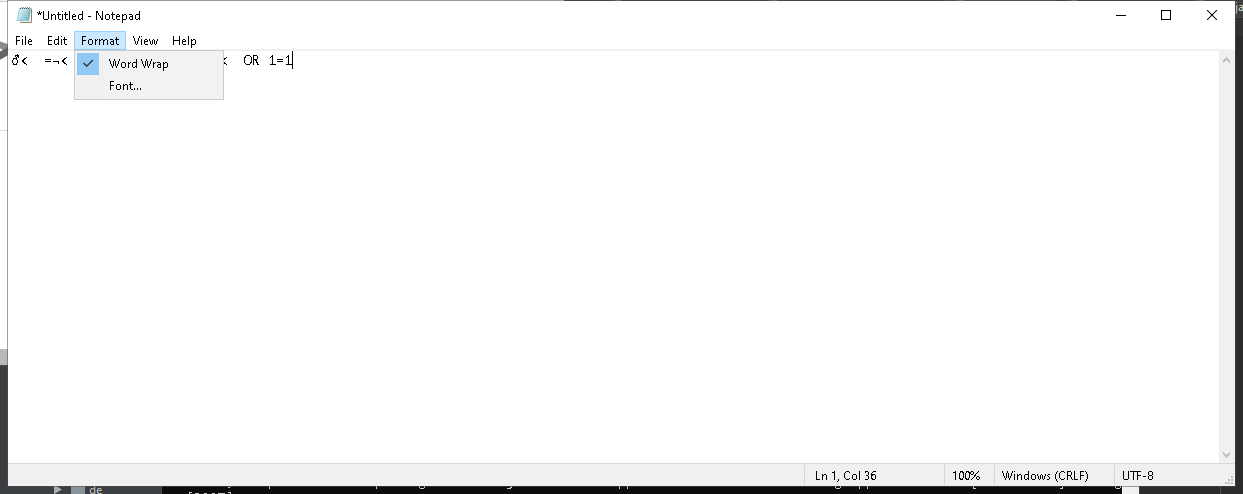 *Untitled - Notepad
File Edit Format View Help
♂< =¬< < OR 1=1
Word Wrap
Font...
Ln 1, Col 36 100% Windows (CRLF) UTF-8
de